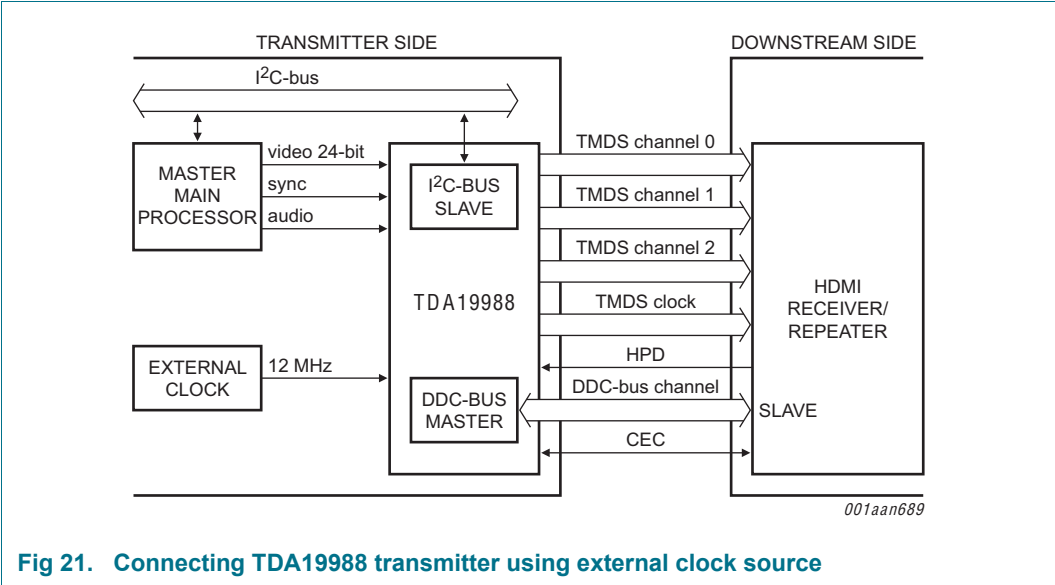 TRANSMITTER SIDE
DOWNSTREAM SIDE
I²C-bus
MASTER
MAIN
PROCESSOR
video 24-bit
sync
audio
I²C-BUS
SLAVE
TDA19988
EXTERNAL
CLOCK
12 MHz
DDC-BUS
MASTER
TMDS channel 0
TMDS channel 1
TMDS channel 2
TMDS clock
HPD
DDC-bus channel
CEC
HDMI
RECEIVER/
REPEATER
SLAVE
001aan689
Fig 21. Connecting TDA19988 transmitter using external clock source